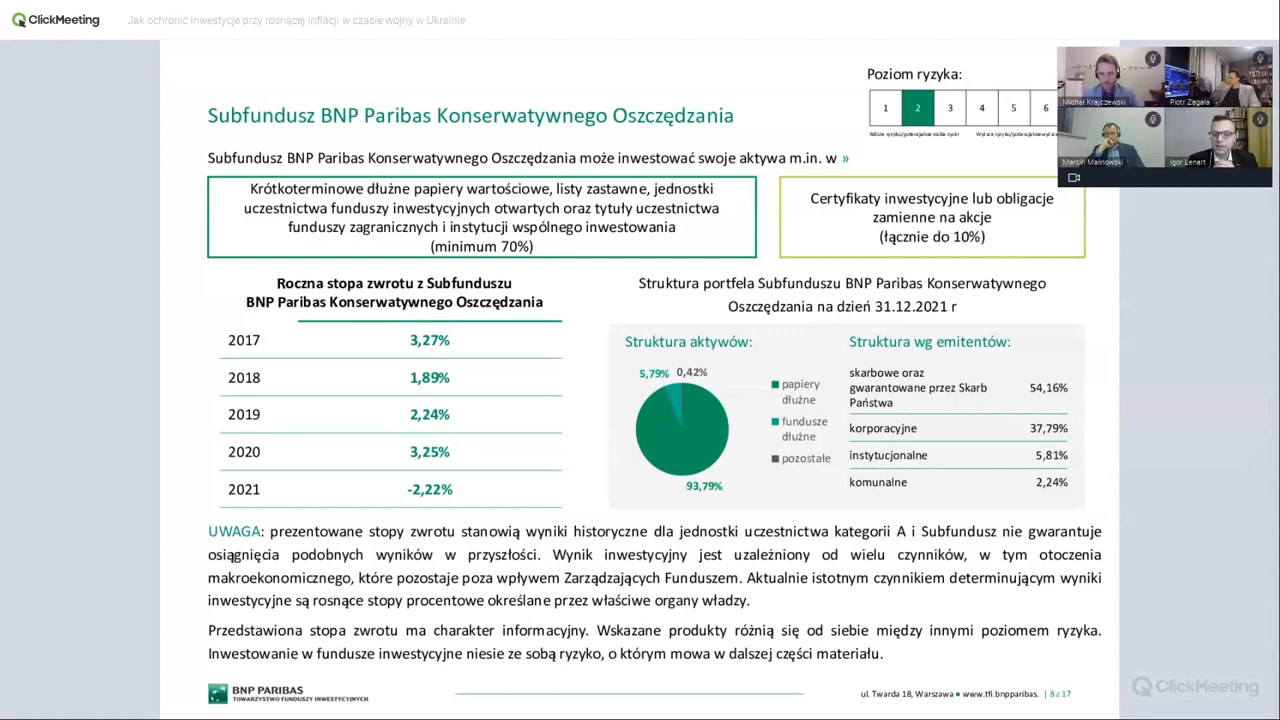 ClickMeeting
Jak ochronić inwestycje przy rosnącej inflacji w czasie wojny w Ukrainie
Poziom ryzyka:
1 2 3 4 5 6
Niższe ryzyko/potencjalnie niskie zyski Wyższe ryzyko/potencjalnie wyższe
Michał Krajczewski
Piotr Zagała
Marcin Malinowski
Igor Lenart
Subfundusz BNP Paribas Konserwatywnego Oszczędzania
Subfundusz BNP Paribas Konserwatywnego Oszczędzania może inwestować swoje aktywa m.in. w »
Krótkoterminowe dłużne papiery wartościowe, listy zastawne, jednostki
uczestnictwa funduszy inwestycyjnych otwartych oraz tytuły uczestnictwa
funduszy zagranicznych i instytucji wspólnego inwestowania
(minimum 70%)
Certyfikaty inwestycyjne lub obligacje
zamienne na akcje
(łącznie do 10%)
Roczna stopa zwrotu z Subfunduszu
BNP Paribas Konserwatywnego Oszczędzania
2017 3,27%
2018 1,89%
2019 2,24%
2020 3,25%
2021 -2,22%
Struktura portfela Subfunduszu BNP Paribas Konserwatywnego
Oszczędzania na dzień 31.12.2021 r
Struktura aktywów:
5,79% 0,42%
93,79%
papiery
dłużne
fundusze
dłużne
pozostałe
Struktura wg emitentów:
skarbowe oraz
gwarantowane przez Skarb 54,16%
Państwa
korporacyjne 37,79%
instytucjonalne 5,81%
komunalne 2,24%
UWAGA: prezentowane stopy zwrotu stanowią wyniki historyczne dla jednostki uczestnictwa kategorii A i Subfundusz nie gwarantuje
osiągnięcia podobnych wyników w przyszłości. Wynik inwestycyjny jest uzależniony od wielu czynników, w tym otoczenia
makroekonomicznego, które pozostaje poza wpływem Zarządzających Funduszem. Aktualnie istotnym czynnikiem determinującym wyniki
inwestycyjne są rosnące stopy procentowe określane przez właściwe organy władzy.
Przedstawiona stopa zwrotu ma charakter informacyjny. Wskazane produkty różnią się od siebie między innymi poziomem ryzyka.
Inwestowanie w fundusze inwestycyjne niesie ze sobą ryzyko, o którym mowa w dalszej części materiału.
BNP PARIBAS
TOWARZYSTWO FUNDUSZY INWESTYCYJNYCH
ul. Twarda 18, Warszawa • www.tfi.bnpparibas. | 8 z 17
ClickMeeting